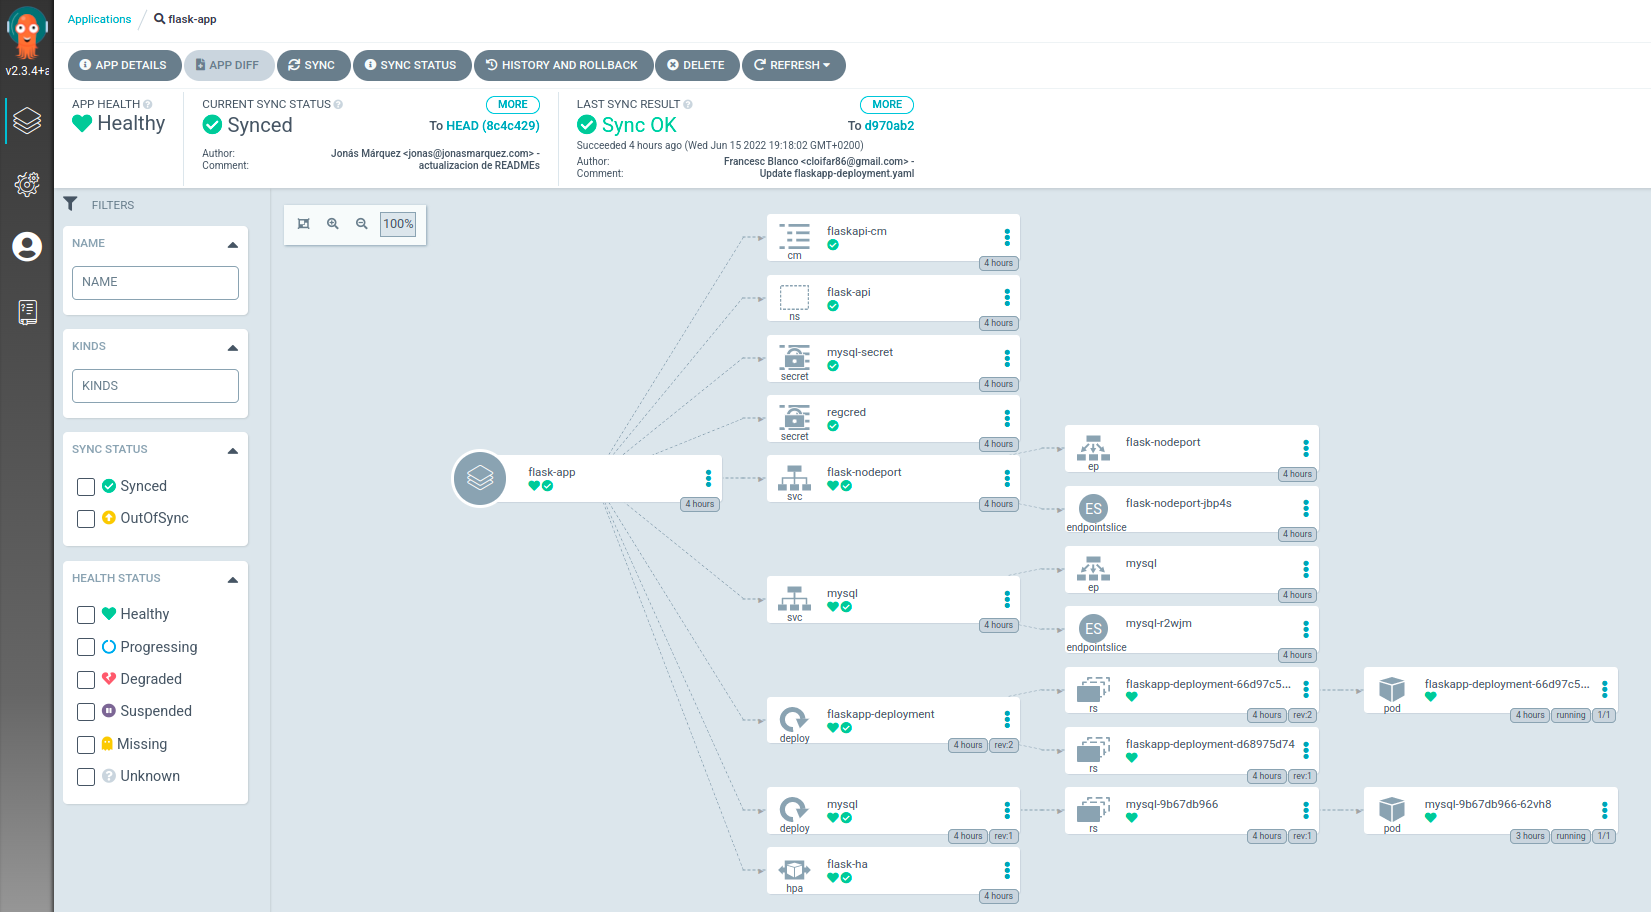 Applications / flask-app
v2.3.4+a
APP DETAILS APP DIFF SYNC SYNC STATUS HISTORY AND ROLLBACK DELETE REFRESH
APP HEALTH
Healthy
CURRENT SYNC STATUS MORE
Synced To HEAD (8c4c429)
Author: Jonás Márquez <jonas@jonasmarquez.com> -
Comment: actualizacion de READMEs
LAST SYNC RESULT MORE
Sync OK To d970ab2
Succeeded 4 hours ago (Wed Jun 15 2022 19:18:02 GMT+0200)
Author: Francesc Blanco <cloifar86@gmail.com> -
Comment: Update flaskapp-deployment.yaml
FILTERS
NAME
NAME
KINDS
KINDS
SYNC STATUS
Synced
OutOfSync
HEALTH STATUS
Healthy
Progressing
Degraded
Suspended
Missing
Unknown
100%
flask-app
4 hours
flaskapi-cm
cm
4 hours
flask-api
ns
4 hours
mysql-secret
secret
4 hours
regcred
secret
4 hours
flask-nodeport
svc
4 hours
mysql
svc
4 hours
flaskapp-deployment
deploy
4 hours rev:2
mysql
deploy
4 hours rev:1
flask-ha
hpa
4 hours
flask-nodeport
ep
4 hours
ES flask-nodeport-jbp4s
endpointslice
4 hours
mysql
ep
4 hours
ES mysql-r2wjm
endpointslice
4 hours
flaskapp-deployment-66d97c5...
rs
4 hours rev:2
flaskapp-deployment-d68975d74
rs
4 hours rev:1
mysql-9b67db966
rs
4 hours rev:1
flaskapp-deployment-66d97c5...
pod
4 hours running 1/1
mysql-9b67db966-62vh8
pod
3 hours running 1/1